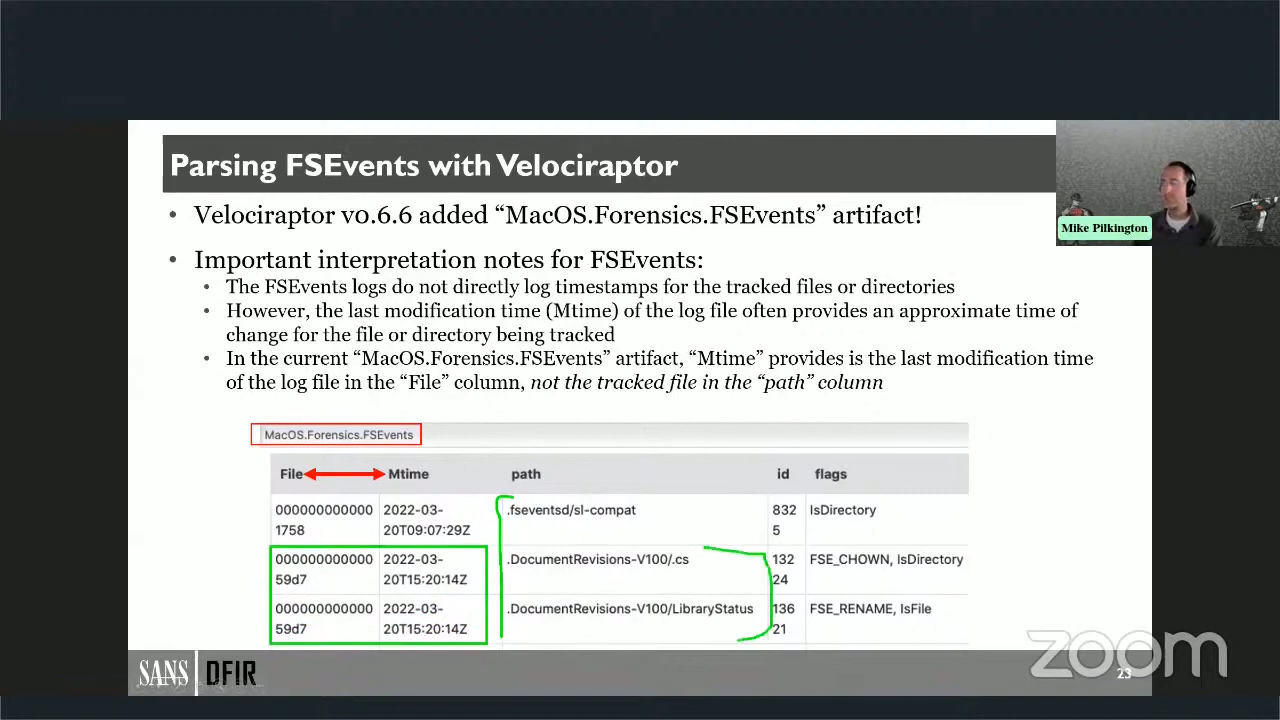 Parsing FSEvents with Velociraptor
• Velociraptor v0.6.6 added “MacOS.Forensics.FSEvents” artifact!
Mike Pilkington
• Important interpretation notes for FSEvents:
• The FSEvents logs do not directly log timestamps for the tracked files or directories
• However, the last modification time (Mtime) of the log file often provides an approximate time of
change for the file or directory being tracked
• In the current “MacOS.Forensics.FSEvents” artifact, “Mtime” provides is the last modification time
of the log file in the “File” column, not the tracked file in the “path” column
MacOS.Forensics.FSEvents
File Mtime path id flags
000000000000 2022-03- .fseventsd/sl-compat 832 IsDirectory
1758 20T09:07:29Z 5
000000000000 2022-03- .DocumentRevisions-V100/.cs 132 FSE_CHOWN, IsDirectory
59d7 20T15:20:14Z 24
000000000000 2022-03- .DocumentRevisions-V100/LibraryStatus 136 FSE_RENAME, IsFile
59d7 20T15:20:14Z 21
SANS DFIR
zoom
23